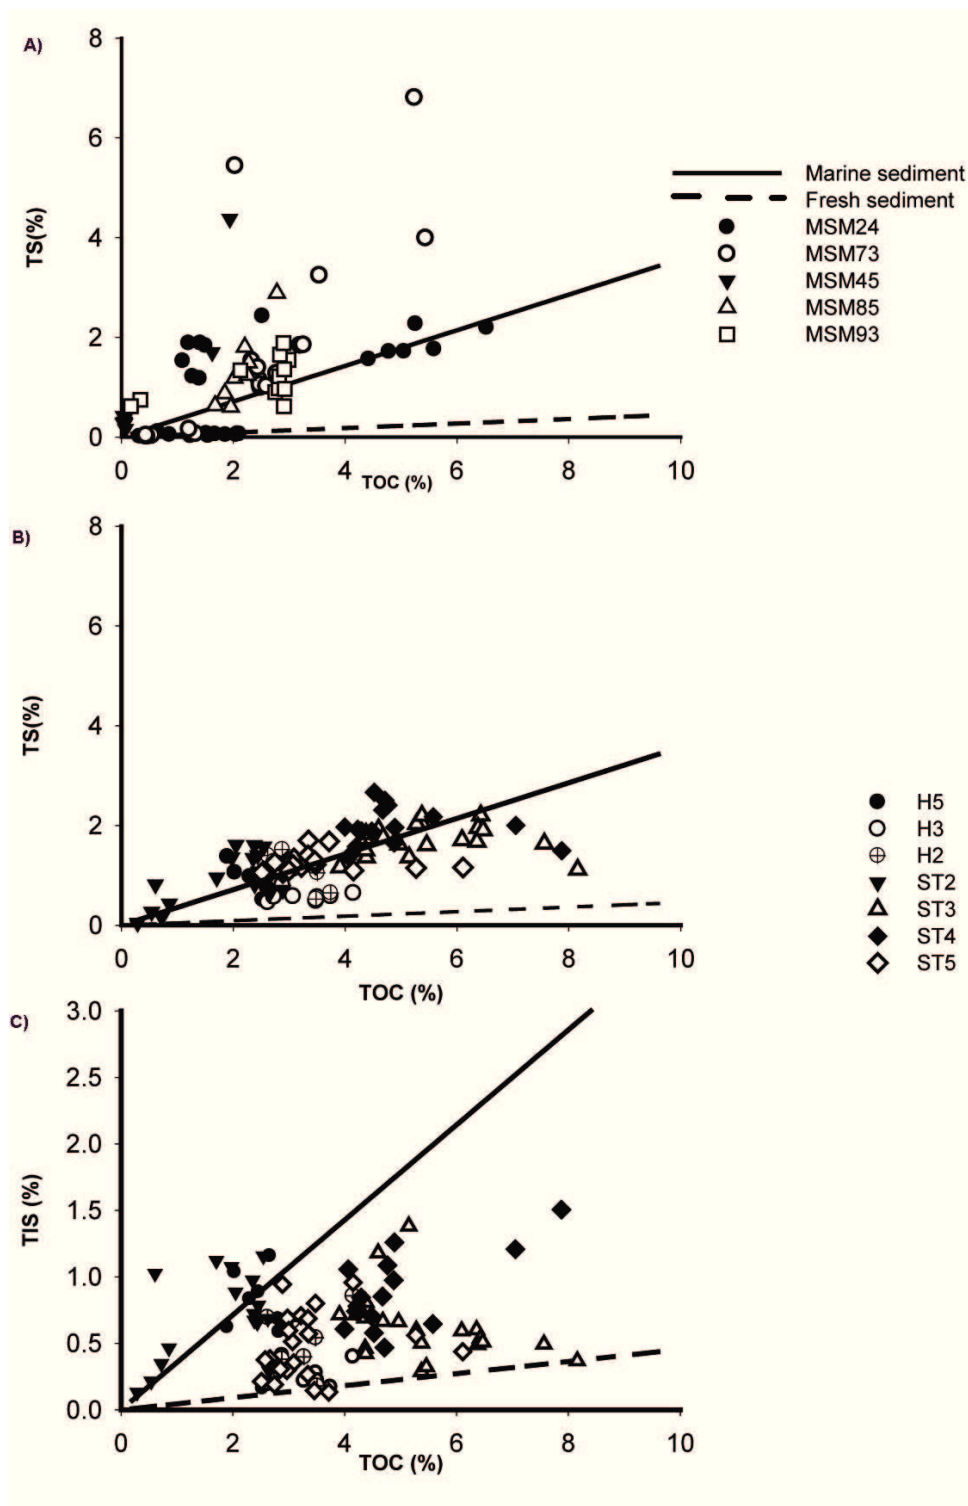 A)
8
6
4
2
0
TS(%)
0 2 4 6 8 10
TOC (%)
Marine sediment
Fresh sediment
MSM24
MSM73
MSM45
MSM85
MSM93
B)
8
6
4
2
0
TS(%)
0 2 4 6 8 10
TOC (%)
H5
H3
H2
ST2
ST3
ST4
ST5
C)
3.0
2.5
2.0
1.5
1.0
0.5
0.0
TIS (%)
0 2 4 6 8 10
TOC (%)